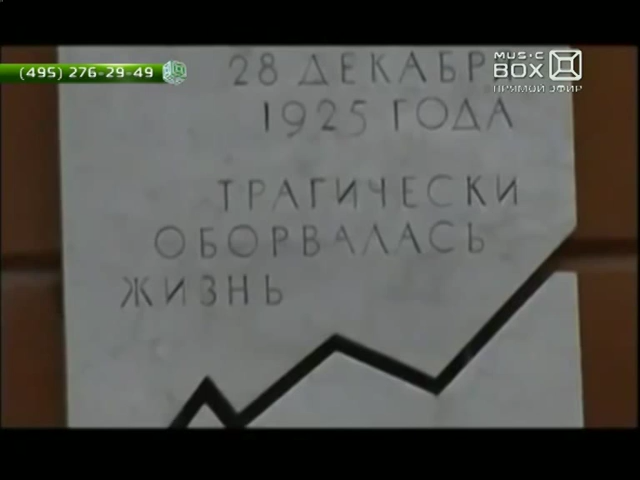 (495) 276-29-49
MUSIC
BOX
ПРЯМОЙ ЭФИР
28 ДЕКАБР
1925 ГОДА
ТРАГИЧЕСКИ
ОБОРВАЛАСЬ
ЖИЗНЬ